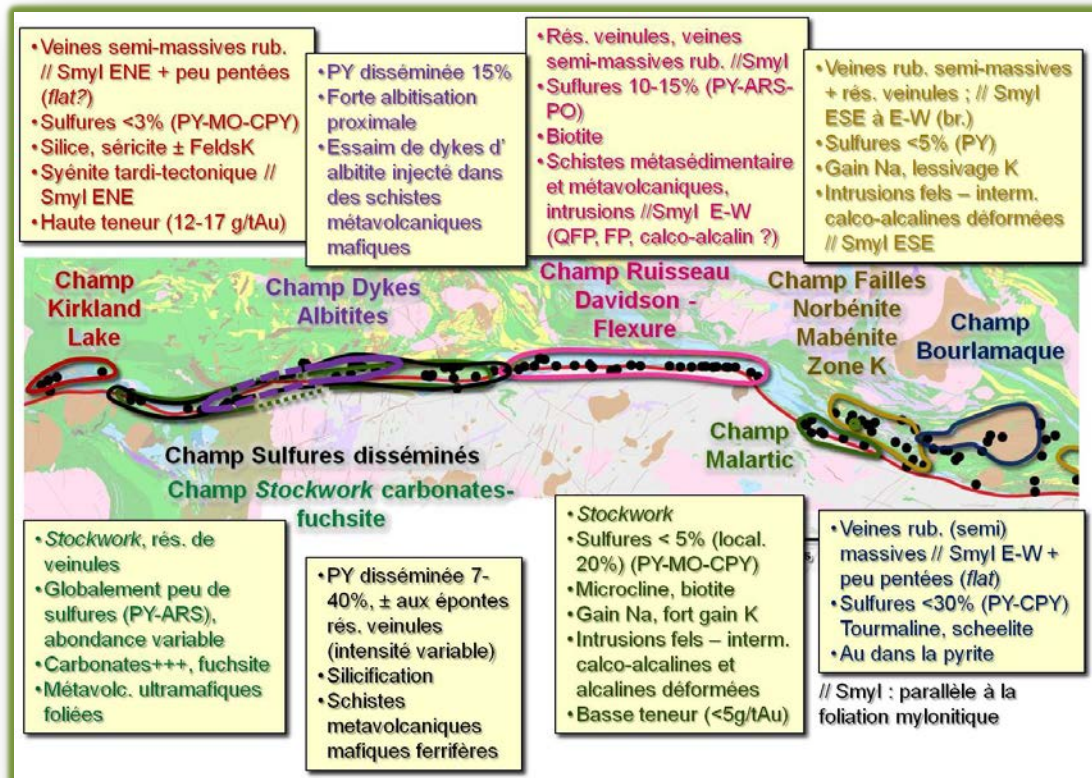 •Veines semi-massives rub.
// Smyl ENE + peu pentées
(flat?)
•Sulfures <3% (PY-MO-CPY)
•Silice, séricite ± FeldsK
•Syénite tardi-tectonique //
Smyl ENE
•Haute teneur (12-17 g/tAu)
•PY disséminée 15%
•Forte albitisation
proximale
•Essaim de dykes d'
albitite injecté dans
des schistes
métavolcaniques
mafiques
•Rés. veinules, veines
semi-massives rub. //Smyl
•Suflures 10-15% (PY-ARS-
PO)
•Biotite
•Schistes métasédimentaire
et métavolcaniques,
intrusions //Smyl E-W
(QFP, FP, calco-alcalin ?)
•Veines rub. semi-massives
+ rés. veinules ; // Smyl
ESE à E-W (br.)
•Sulfures <5% (PY)
•Gain Na, lessivage K
•Intrusions fels – interm.
calco-alcalines déformées
// Smyl ESE
Champ
Kirkland
Lake
Champ Dykes
Albitites
Champ Ruisseau
Davidson -
Flexure
Champ Failles
Norbénite
Mabénite
Zone K
Champ
Bourlamaque
Champ Sulfures disséminés
Champ Stockwork carbonates-
fuchsite
Champ
Malartic
•Stockwork, rés. de
veinules
•Globalement peu de
sulfures (PY-ARS),
abondance variable
•Carbonates+++, fuchsite
•Métavolc. ultramafiques
foliées
•PY disséminée 7-
40%, ± aux épontes
rés. veinules
(intensité variable)
•Silicification
•Schistes
metavolcaniques
mafiques ferrifères
•Stockwork
•Sulfures < 5% (local.
20%) (PY-MO-CPY)
•Microcline, biotite
•Gain Na, fort gain K
•Intrusions fels – interm.
calco-alcalines et
alcalines déformées
•Basse teneur (<5g/tAu)
•Veines rub. (semi)
massives // Smyl E-W +
peu pentées (flat)
•Sulfures <30% (PY-CPY)
Tourmaline, scheelite
•Au dans la pyrite
// Smyl : parallèle à la
foliation mylonitique